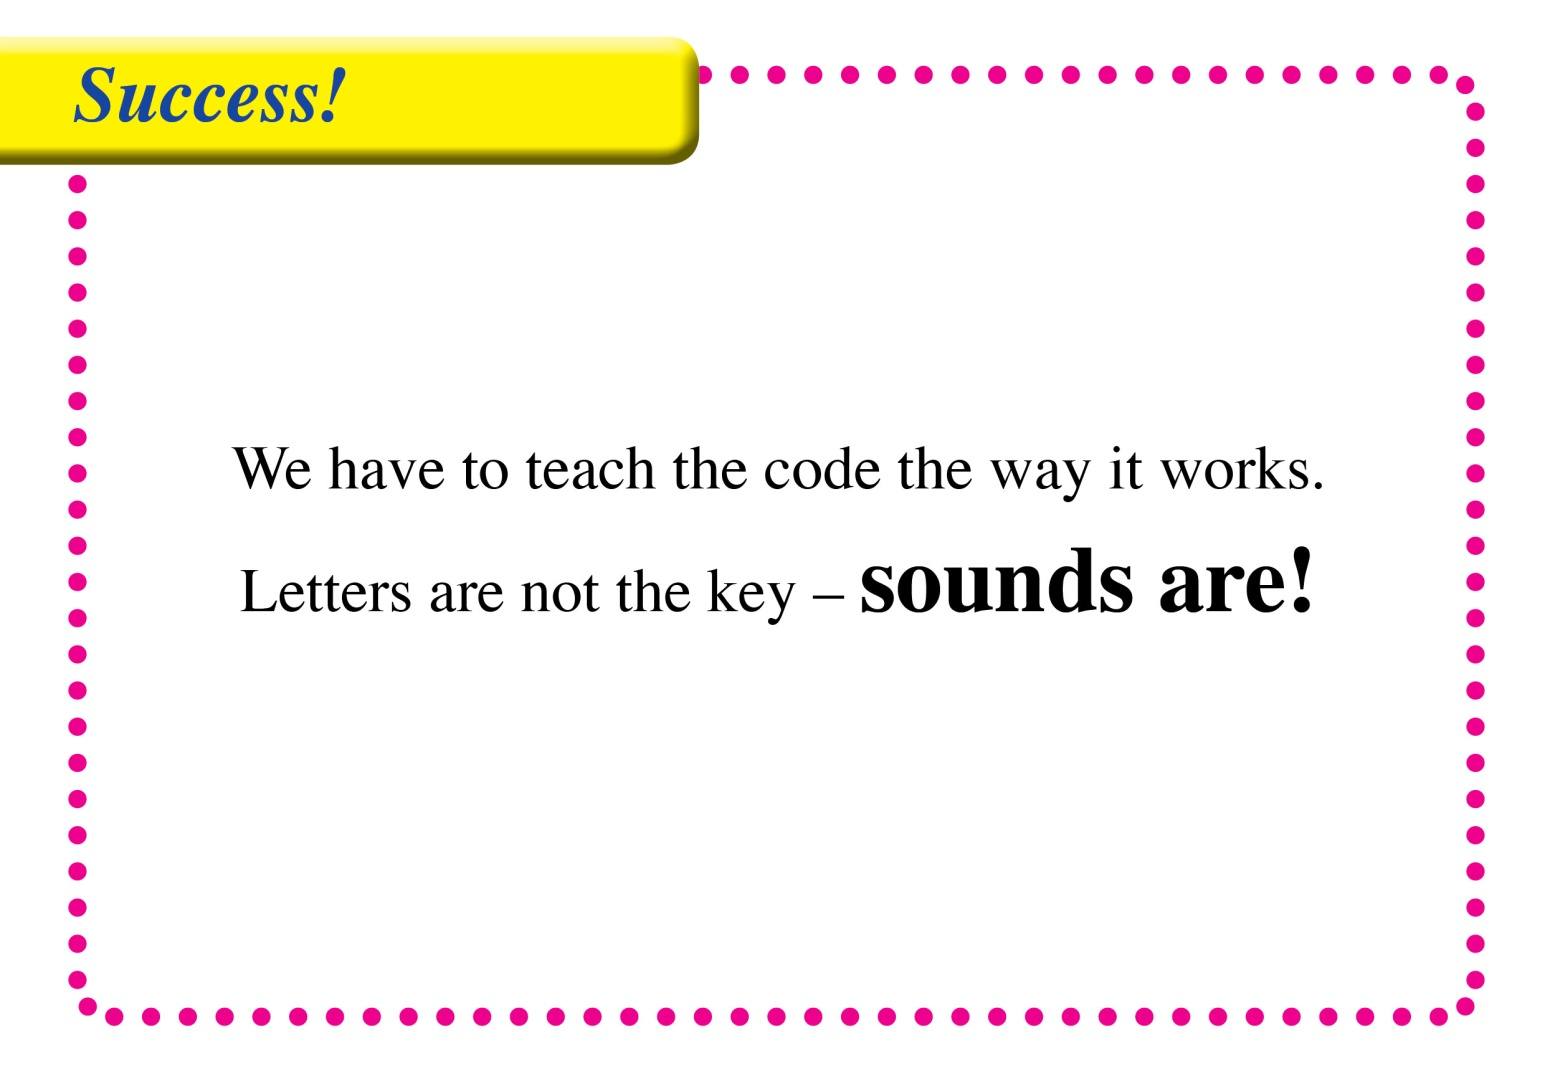 Success!
We have to teach the code the way it works.
Letters are not the key – sounds are!